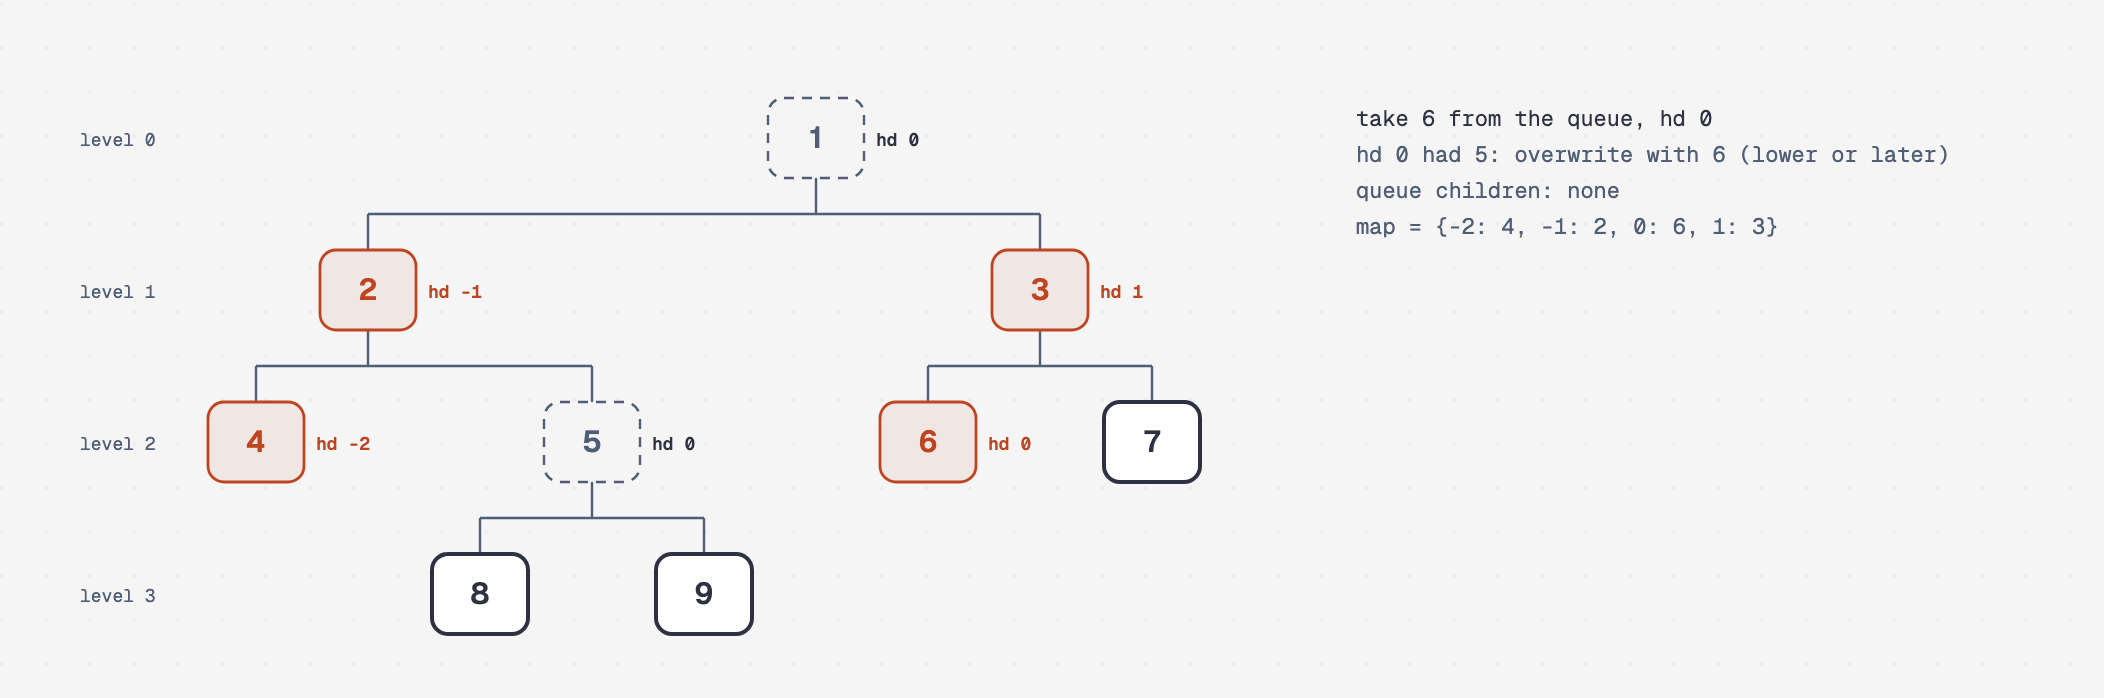 level 0
1
hd 0
take 6 from the queue, hd 0
hd 0 had 5: overwrite with 6 (lower or later)
queue children: none
map = {-2: 4, -1: 2, 0: 6, 1: 3}
level 1
2
hd -1
3
hd 1
level 2
4
hd -2
5
hd 0
6
hd 0
7
level 3
8
9